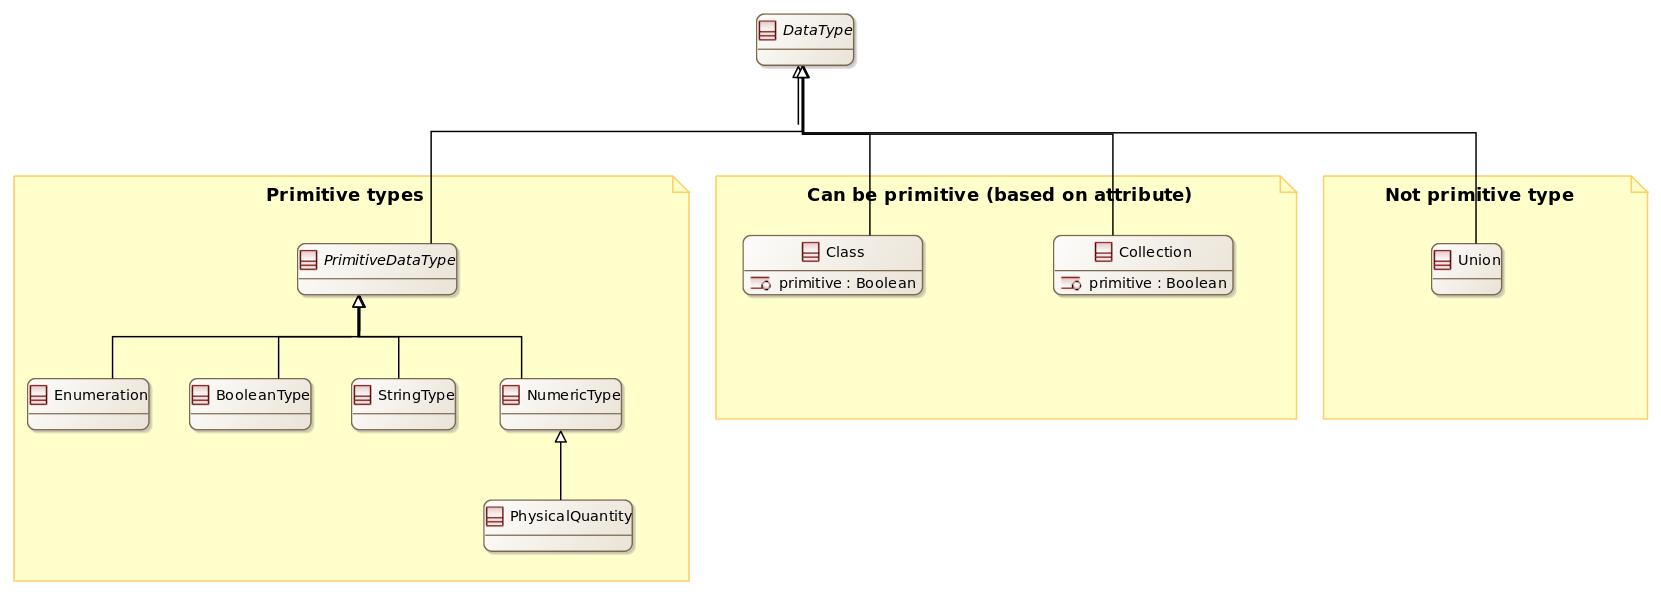 DataType
Primitive types
Can be primitive (based on attribute)
Not primitive type
PrimitiveDataType
Class
primitive : Boolean
Collection
primitive : Boolean
Union
Enumeration
BooleanType
StringType
NumericType
PhysicalQuantity